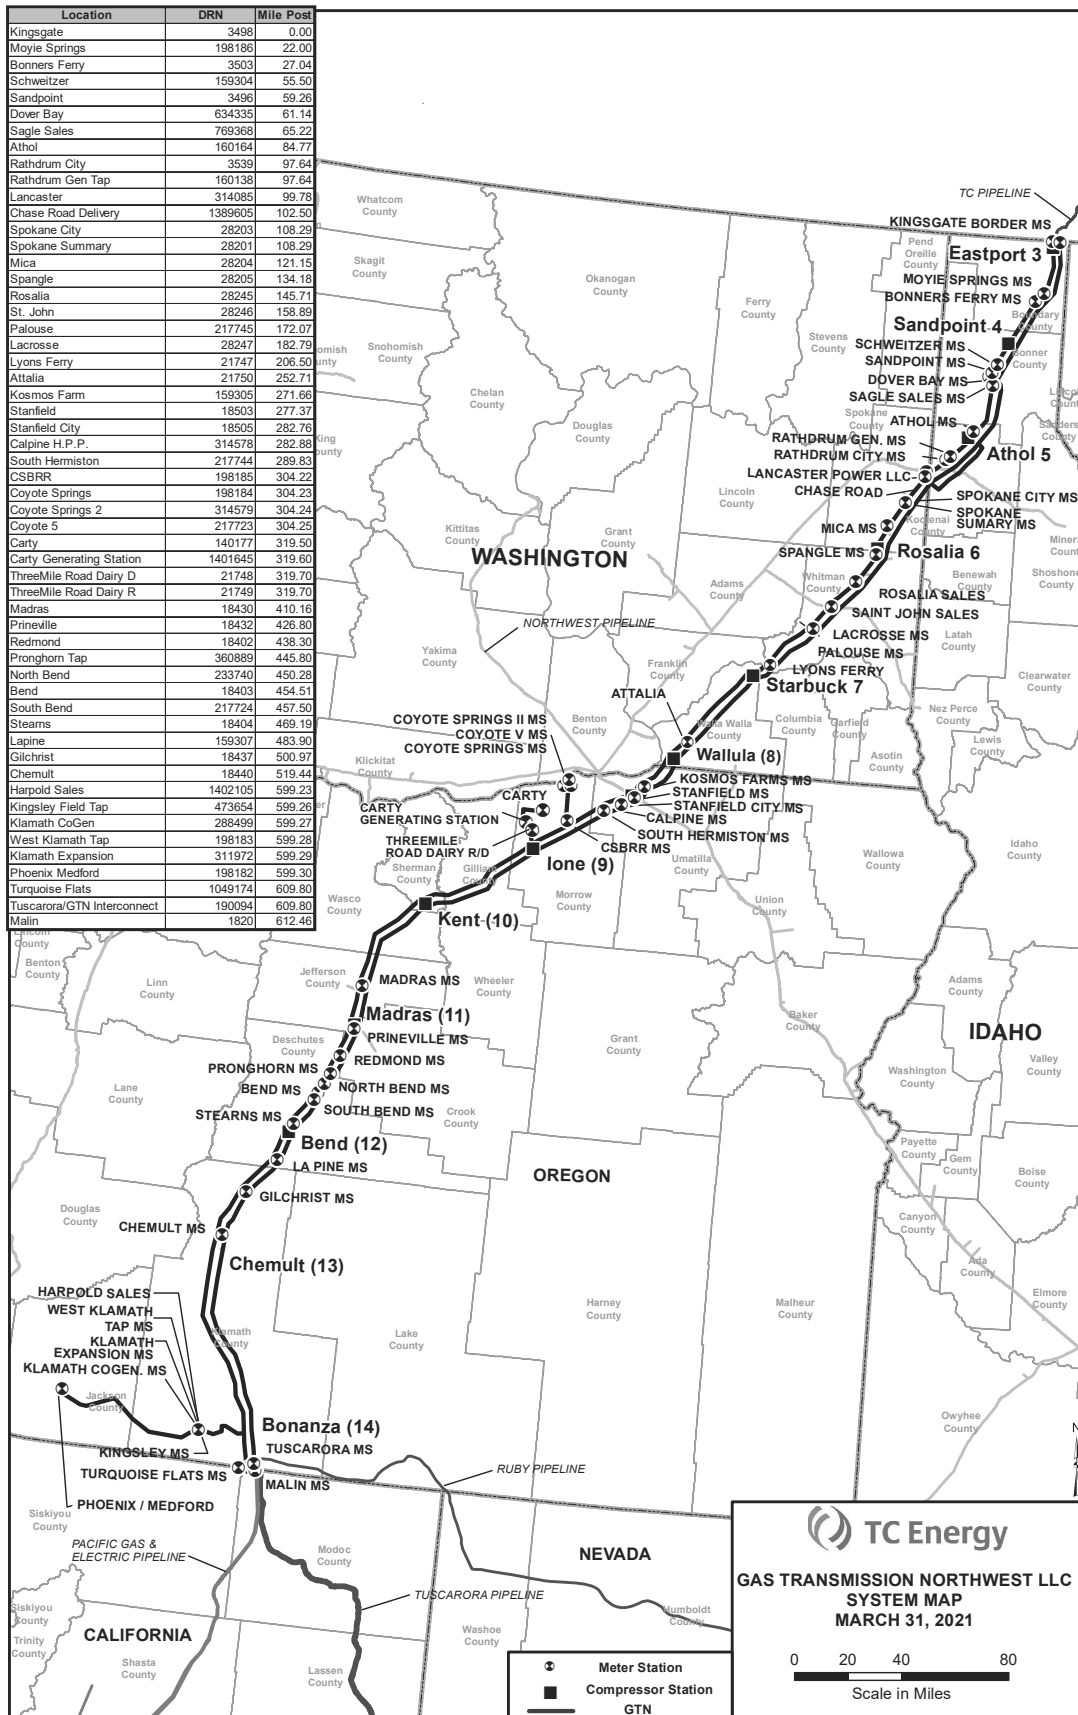 Location DRN Mile Post
Kingsgate 3498 0.00
Moyie Springs 198186 22.00
Bonners Ferry 3503 27.04
Schweitzer 159304 55.50
Sandpoint 3496 59.26
Dover Bay 634335 61.14
Sagle Sales 769368 65.22
Athol 160164 84.77
Rathdrum City 3539 97.64
Rathdrum Gen Tap 160138 97.64
Lancaster 314085 99.78
Chase Road Delivery 1389605 102.50
Spokane City 28203 108.29
Spokane Summary 28201 108.29
Mica 28204 121.15
Spangle 28205 134.18
Rosalia 28245 145.71
St. John 28246 158.89
Palouse 217745 172.07
Lacrosse 28247 182.79
Lyons Ferry 21747 206.50
Attalia 21750 252.71
Kosmos Farm 159305 271.66
Stanfield 18503 277.37
Stanfield City 18505 282.76
Calpine H.P.P. 314578 282.88
South Hermiston 217744 289.83
CSBRR 198185 304.22
Coyote Springs 198184 304.23
Coyote Springs 2 314579 304.24
Coyote 5 217723 304.25
Carty 140177 319.50
Carty Generating Station 1401645 319.60
ThreeMile Road Dairy D 21748 319.70
ThreeMile Road Dairy R 21749 319.70
Madras 18430 410.16
Prineville 18432 426.80
Redmond 18402 438.30
Pronghorn Tap 360889 445.80
North Bend 233740 450.28
Bend 18403 454.51
South Bend 217724 457.50
Stearns 18404 469.19
Lapine 159307 483.90
Gilchrist 18437 500.97
Chemult 18440 519.44
Harpold Sales 1402105 599.23
Kingsley Field Tap 473654 599.26
Klamath CoGen 288499 599.27
West Klamath Tap 198183 599.28
Klamath Expansion 311972 599.29
Phoenix Medford 198182 599.30
Turquoise Flats 1049174 609.80
Tuscarora/GTN Interconnect 190094 609.80
Malin 1820 612.46
TC PIPELINE
Whatcom
County
KINGSGATE BORDER MS
Pend
Oreille
County
Eastport 3
Skagit
County
Okanogan
County
Ferry
County
MOYIE SPRINGS MS
BONNERS FERRY MS
Boundary
County
Stevens
County
Sandpoint 4
Snohomish
County
SCHWEITZER MS
SANDPOINT MS
Bonner
County
DOVER BAY MS
SAGLE SALES MS
Chelan
County
Douglas
County
Spokane
County
ATHOL MS
RATHDRUM GEN. MS
RATHDRUM CITY MS
Athol 5
King
County
LANCASTER POWER LLC
CHASE ROAD
Lincoln
County
SPOKANE CITY MS
SPOKANE
SUMARY MS
Kootenai
County
Kittitas
County
Grant
County
MICA MS
WASHINGTON
SPANGLE MS
Rosalia 6
Adams
County
Whitman
County
Benewah
County
Shoshone
County
ROSALIA SALES
SAINT JOHN SALES
NORTHWEST PIPELINE
LACROSSE MS
Latah
County
Yakima
County
Franklin
County
PALOUSE MS
LYONS FERRY
Clearwater
County
Starbuck 7
ATTALIA
Nez Perce
County
COYOTE SPRINGS II MS
COYOTE V MS
COYOTE SPRINGS MS
Benton
County
Walla Walla
County
Columbia
County
Garfield
County
Lewis
County
Asotin
County
Klickitat
County
Wallula (8)
KOSMOS FARMS MS
STANFIELD MS
STANFIELD CITY MS
CALPINE MS
SOUTH HERMISTON MS
CARTY
CARTY
GENERATING STATION
THREEMILE
ROAD DAIRY R/D
CSBRR MS
Ione (9)
Umatilla
County
Wallowa
County
Idaho
County
Sherman
County
Gilliam
County
Morrow
County
Union
County
Wasco
County
Kent (10)
Lincoln
County
Benton
County
Linn
County
Jefferson
County
MADRAS MS
Wheeler
County
Adams
County
Baker
County
Madras (11)
PRINEVILLE MS
REDMOND MS
Deschutes
County
Grant
County
IDAHO
Washington
County
Valley
County
PRONGHORN MS
BEND MS
NORTH BEND MS
SOUTH BEND MS
Lane
County
STEARNS MS
Crook
County
Bend (12)
LA PINE MS
OREGON
Payette
County
Gem
County
Boise
County
GILCHRIST MS
Douglas
County
CHEMULT MS
Canyon
County
Chemult (13)
Ada
County
Elmore
County
HARPOLD SALES
WEST KLAMATH
TAP MS
KLAMATH
EXPANSION MS
KLAMATH COGEN. MS
Klamath
County
Lake
County
Harney
County
Malheur
County
Jackson
County
Bonanza (14)
Owyhee
County
N
KINGSLEY MS
TUSCARORA MS
TURQUOISE FLATS MS
MALIN MS
RUBY PIPELINE
PHOENIX / MEDFORD
Siskiyou
County
PACIFIC GAS &
ELECTRIC PIPELINE
Modoc
County
NEVADA
TUSCARORA PIPELINE
Siskiyou
County
Trinity
County
CALIFORNIA
Shasta
County
Lassen
County
Washoe
County
Humboldt
County
TC Energy
GAS TRANSMISSION NORTHWEST LLC
SYSTEM MAP
MARCH 31, 2021
0 20 40 80
Scale in Miles
Meter Station
Compressor Station
GTN